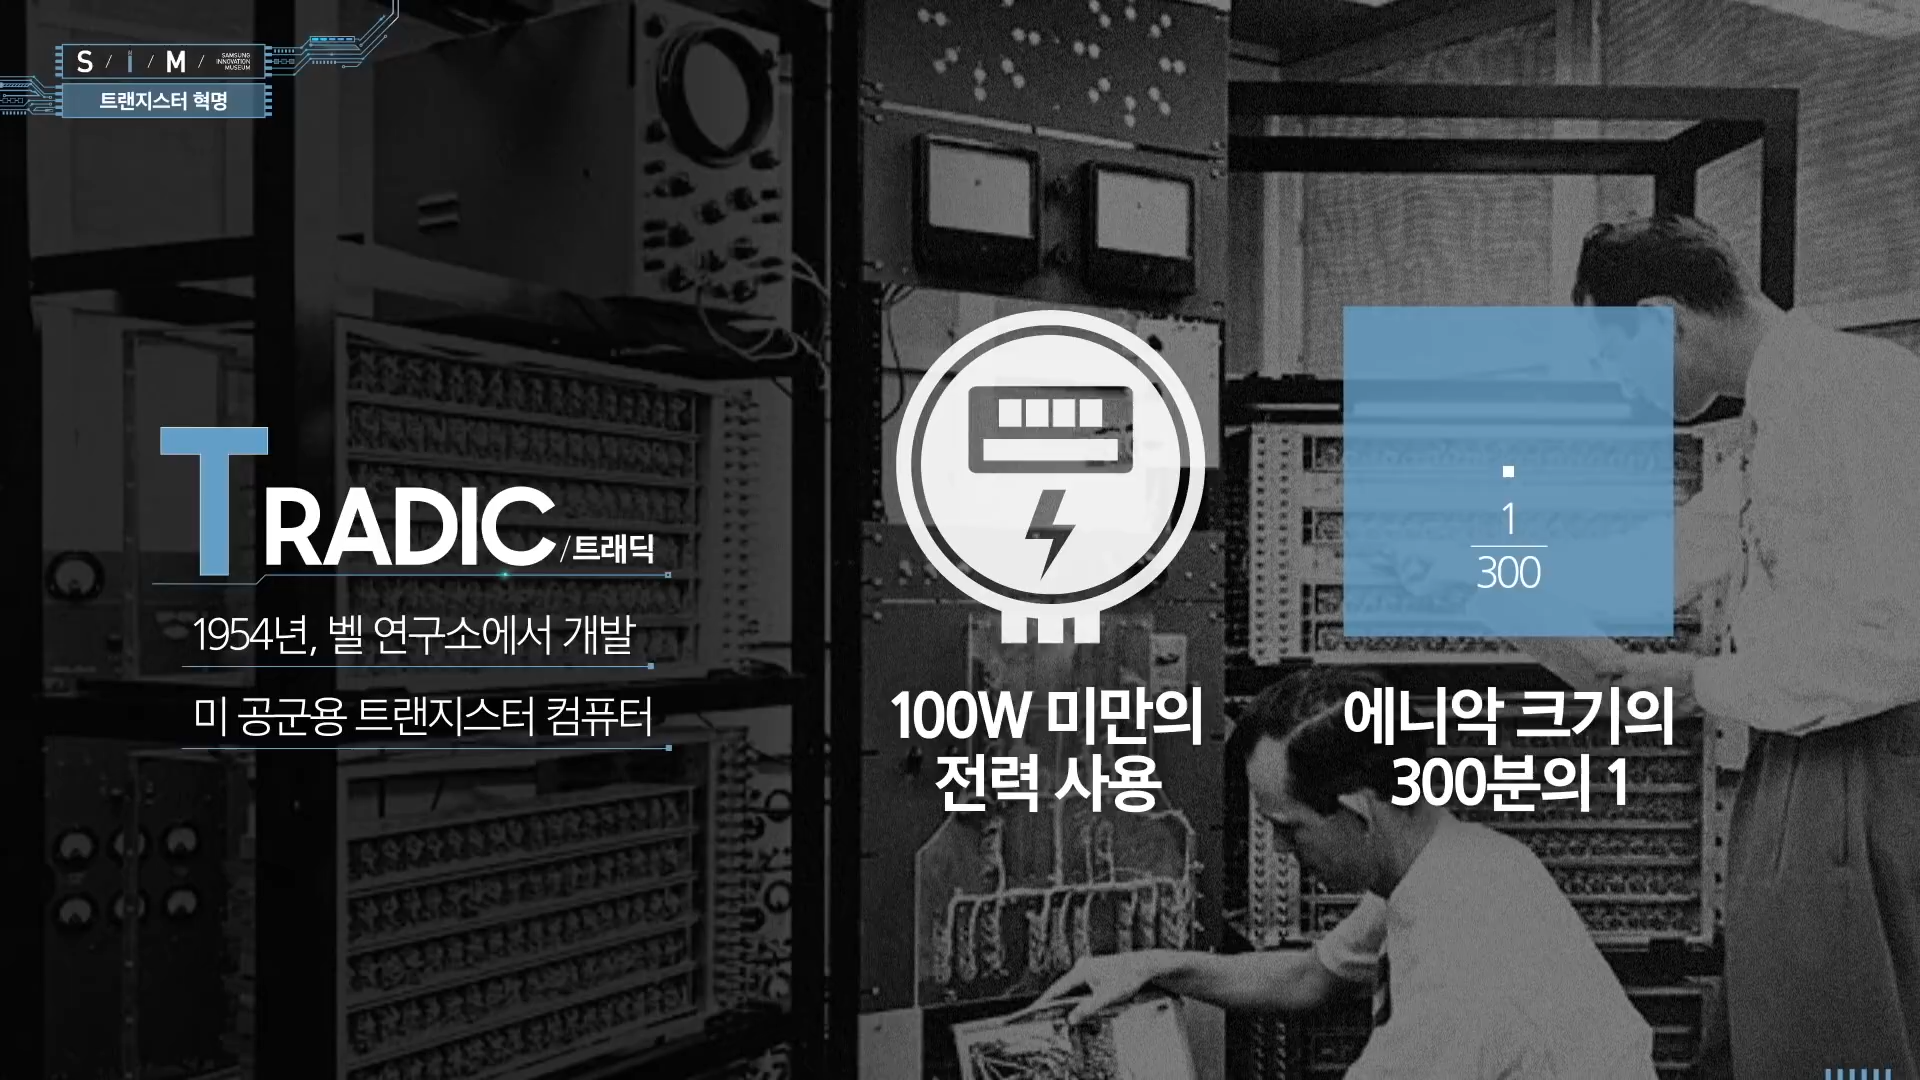 S / i / M /
SAMSUNG
INNOVATION
MUSEUM
트랜지스터 혁명
TRADIC /트래딕
1954년, 벨 연구소에서 개발
미 공군용 트랜지스터 컴퓨터
100W 미만의
전력 사용
1
300
에니악 크기의
300분의 1